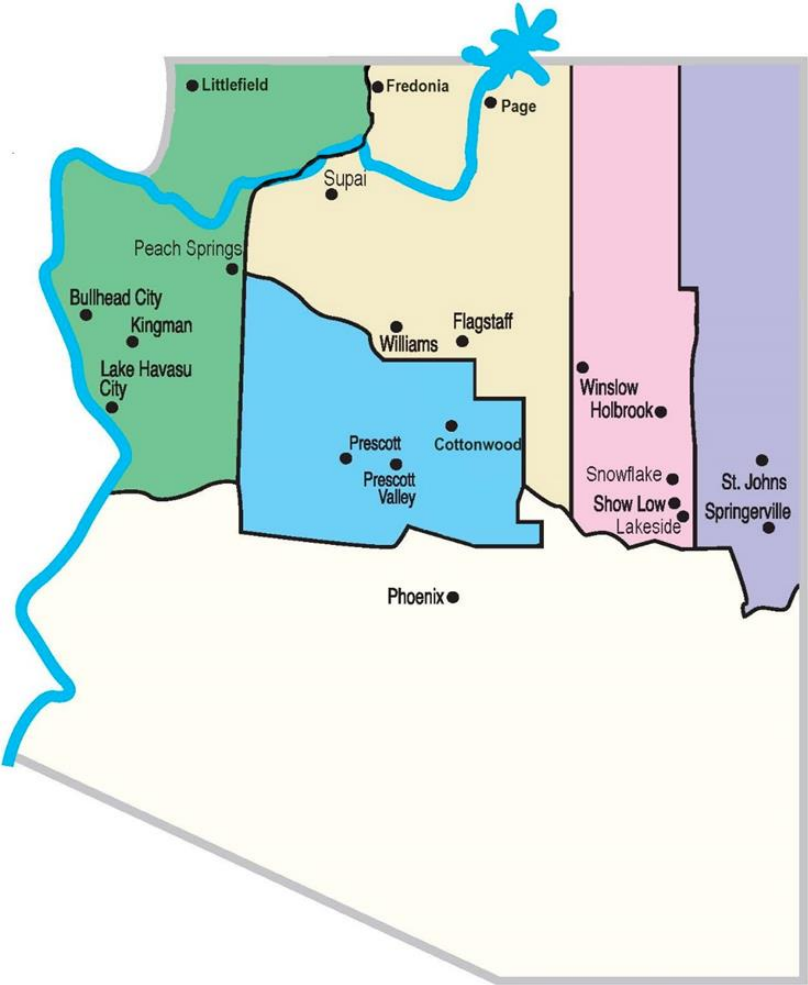 Littlefield
Fredonia
Page
Supai
Peach Springs
Bullhead City
Kingman
Lake Havasu
City
Williams
Flagstaff
Winslow
Holbrook
Prescott
Prescott
Valley
Cottonwood
Snowflake
Show Low
Lakeside
St. Johns
Springerville
Phoenix